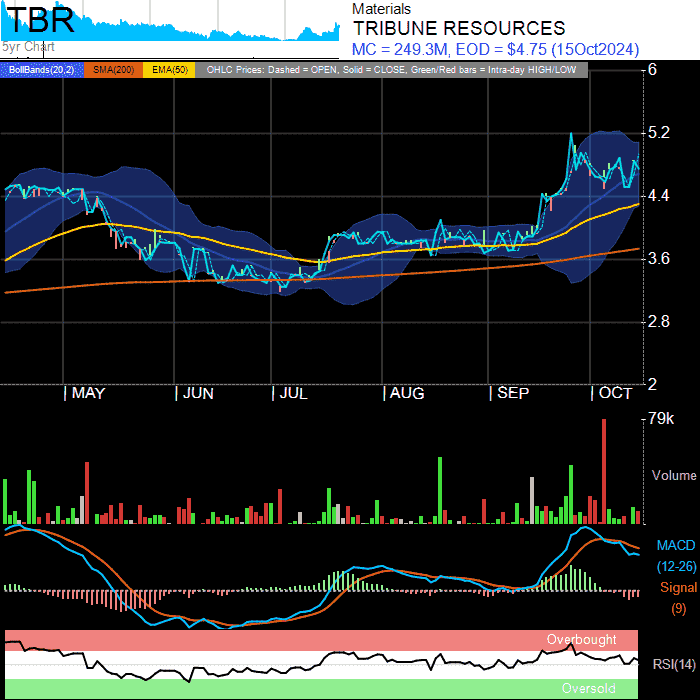 TBR
5yr Chart
Materials
TRIBUNE RESOURCES
MC = 249.3M, EOD = $4.75 (15Oct2024)
BollBands(20,2) SMA(200) EMA(50) OHLC Prices: Dashed = OPEN, Solid = CLOSE, Green/Red bars = Intra-day HIGH/LOW
6
5.2
4.4
3.6
2.8
2
MAY JUN JUL AUG SEP OCT
79k
Volume
MACD
(12-26)
Signal
(9)
Overbought
RSI(14)
Oversold